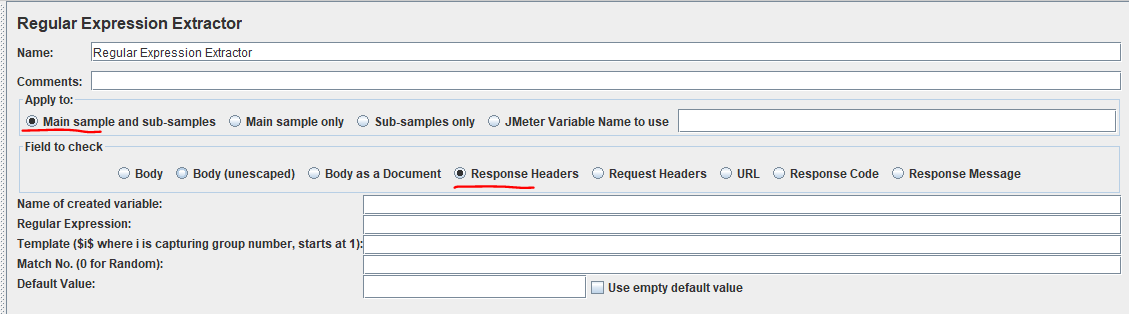 Regular Expression Extractor
Name: Regular Expression Extractor
Comments:
Apply to:
Main sample and sub-samples Main sample only Sub-samples only JMeter Variable Name to use
Field to check
Body Body (unescaped) Body as a Document Response Headers Request Headers URL Response Code Response Message
Name of created variable:
Regular Expression:
Template ($i$ where i is capturing group number, starts at 1):
Match No. (0 for Random):
Default Value: Use empty default value